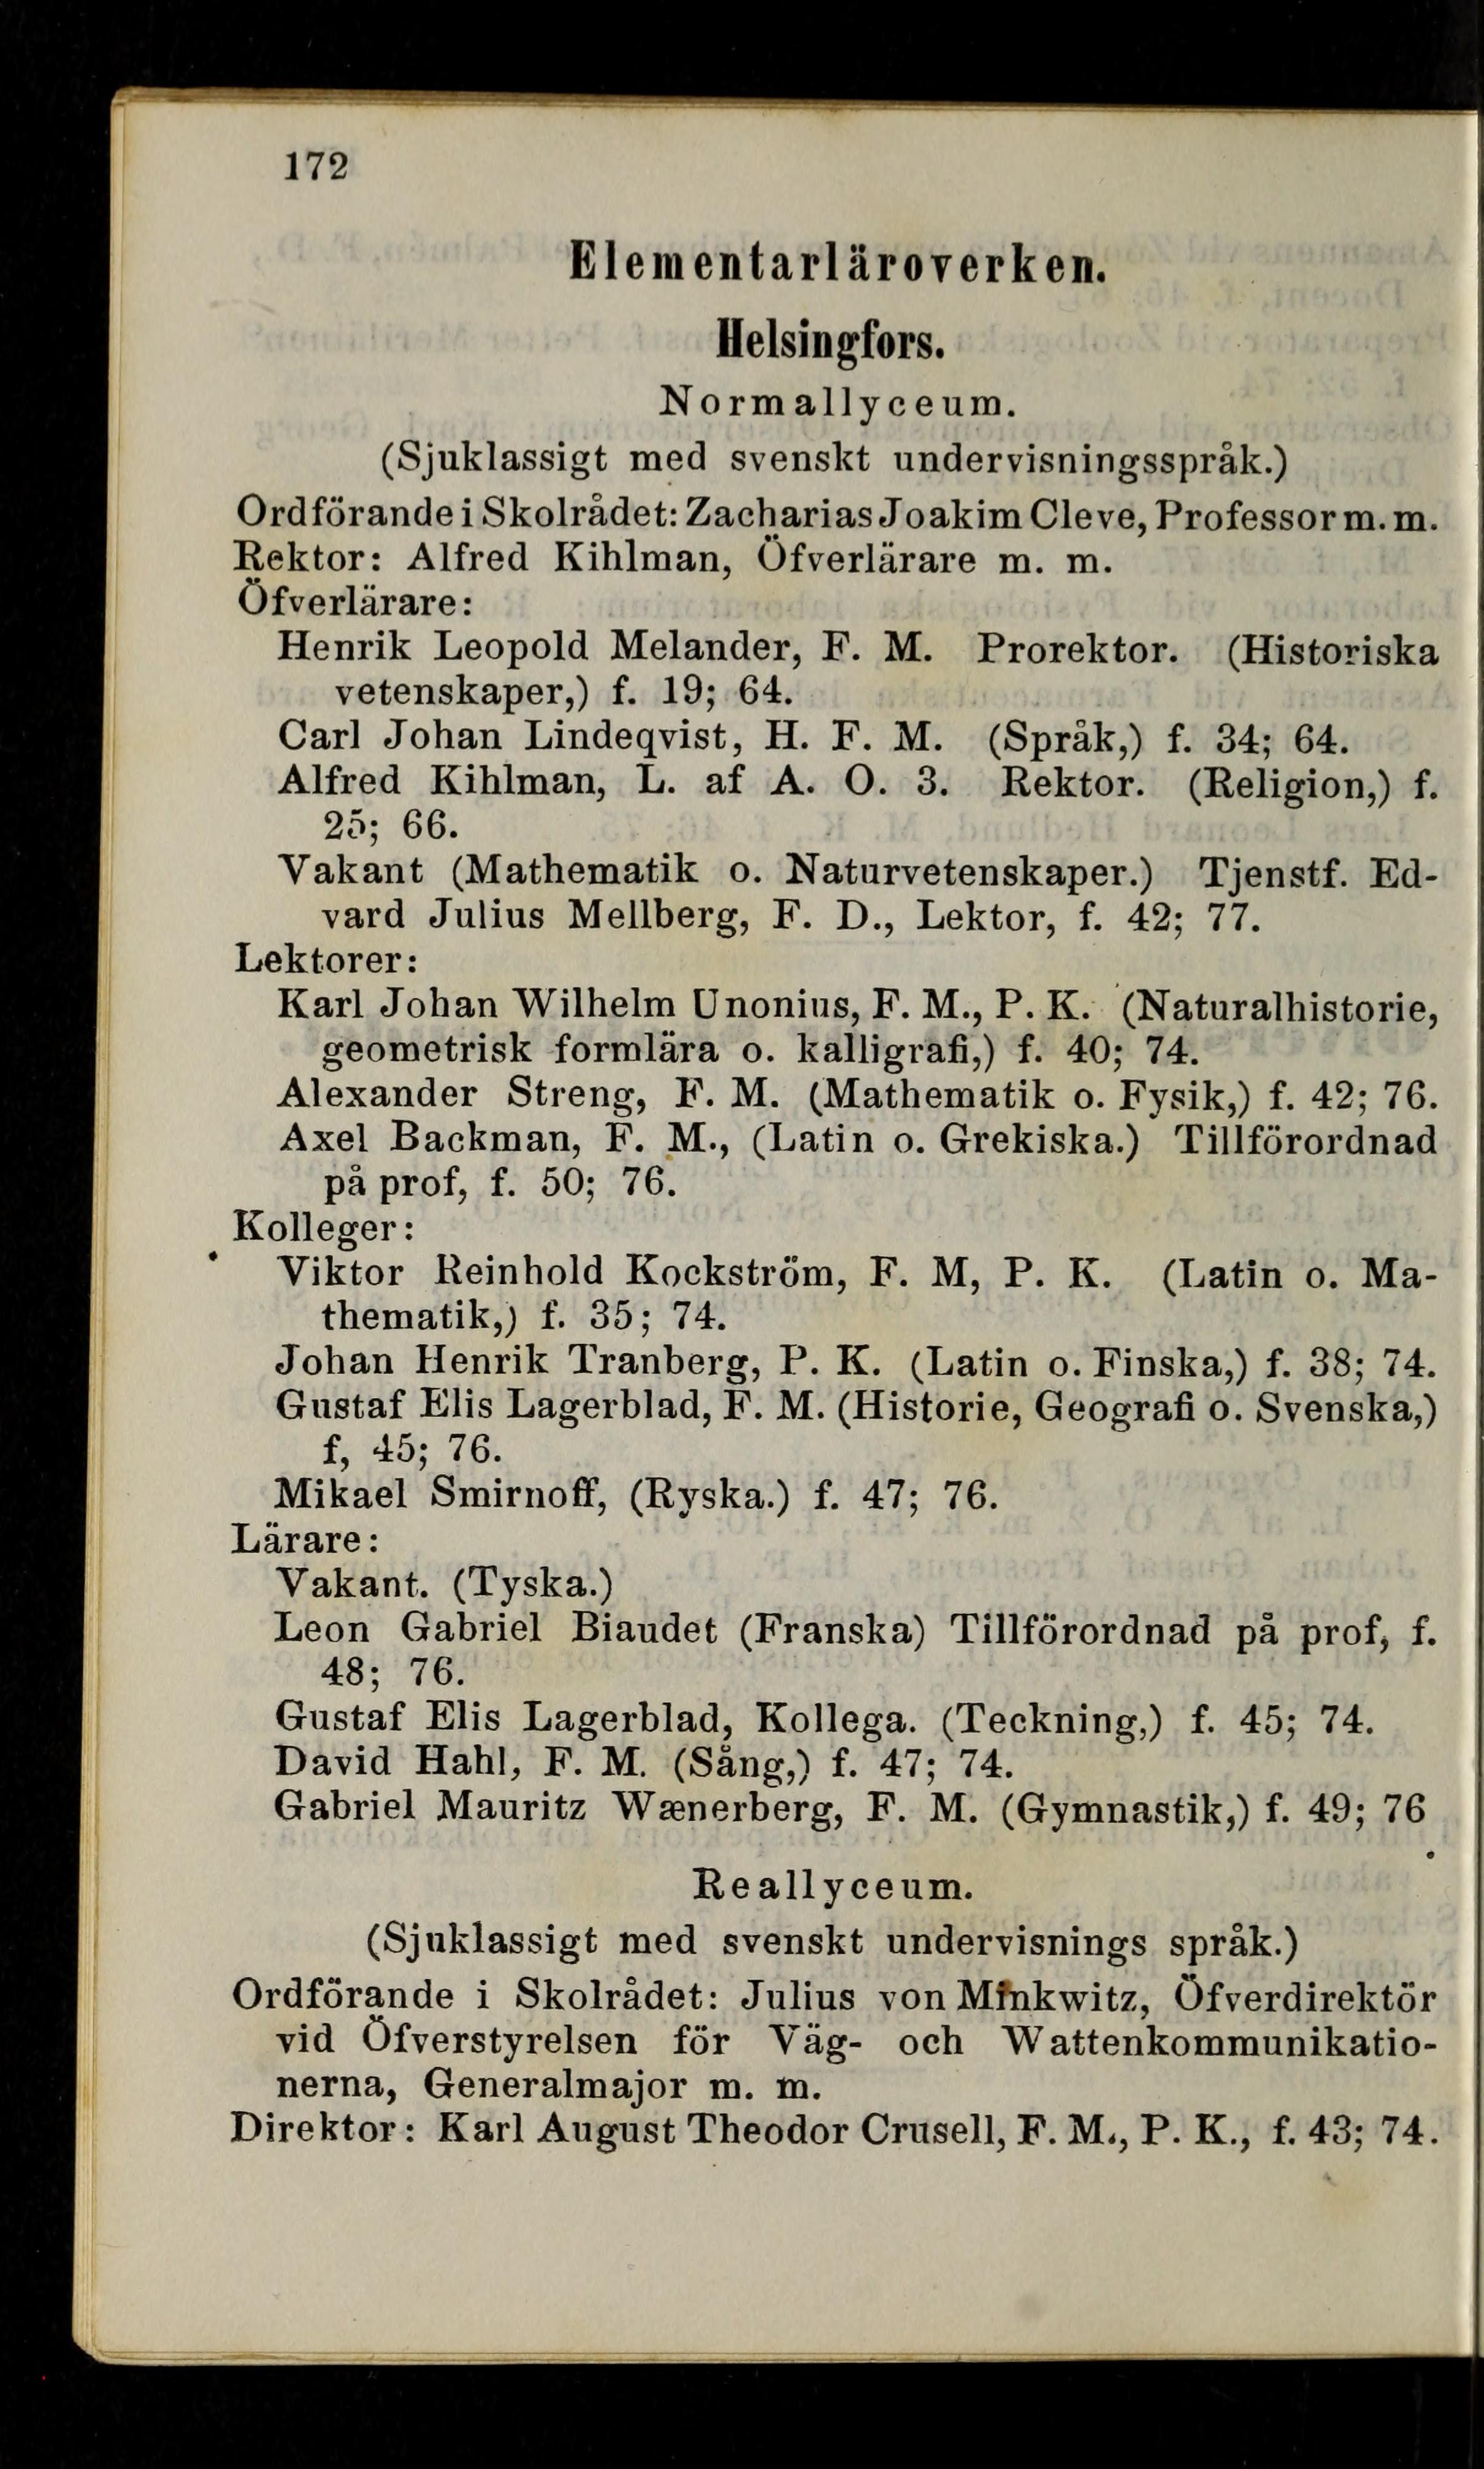 172
Elementarläroverken.
Helsingfors.
Normallyceum.
(Sjuklassigt med svenskt undervisningsspråk.)
Ordförande i Skolrådet: Zacharias Joakim Cleve, Professor m. m.
Rektor: Alfred Kihlman, Öfverlärare m. m.
Öfverlärare:
Henrik Leopold Melander, F. M. Prorektor. (Historiska
vetenskaper,) f. 19; 64.
Carl Johan Lindeqvist, H. F. M. (Språk,) f. 34; 64.
Alfred Kihlman, L. af A. O. 3. Rektor. (Religion,) f.
25; 66.
Vakant (Mathematik o. Naturvetenskaper.) Tjenstf. Ed-
vard Julius Mellberg, F. D., Lektor, f. 42; 77.
Lektorer:
Karl Johan Wilhelm Unonius, F. M., P. K. (Naturalhistorie,
geometrisk formlära o. kalligrafi,) f. 40; 74.
Alexander Streng, F. M. (Mathematik o. Fysik,) f. 42; 76.
Axel Backman, F. M., (Latin o. Grekiska.) Tillförordnad
på prof, f. 50; 76.
Kolleger:
Viktor Reinhold Kockström, F. M, P. K. (Latin o. Ma-
thematik,) f. 35; 74.
Johan Henrik Tranberg, P. K. (Latin o. Finska,) f. 38; 74.
Gustaf Elis Lagerblad, F. M. (Historie, Geografi o. Svenska,)
f, 45; 76.
Mikael Smirnoff, (Ryska.) f. 47; 76.
Lärare:
Vakant. (Tyska.)
Leon Gabriel Biaudet (Franska) Tillförordnad på prof, f.
48; 76.
Gustaf Elis Lagerblad, Kollega. (Teckning,) f. 45; 74.
David Hahl, F. M. (Sång,) f. 47; 74.
Gabriel Mauritz Wænerberg, F. M. (Gymnastik,) f. 49; 76
Reallyceum.
(Sjuklassigt med svenskt undervisnings språk.)
Ordförande i Skolrådet: Julius von Minkwitz, Öfverdirektör
vid Öfverstyrelsen för Väg- och Wattenkommunikatio-
nerna, Generalmajor m. m.
Direktor: Karl August Theodor Crusell, F. M., P. K., f. 43; 74.